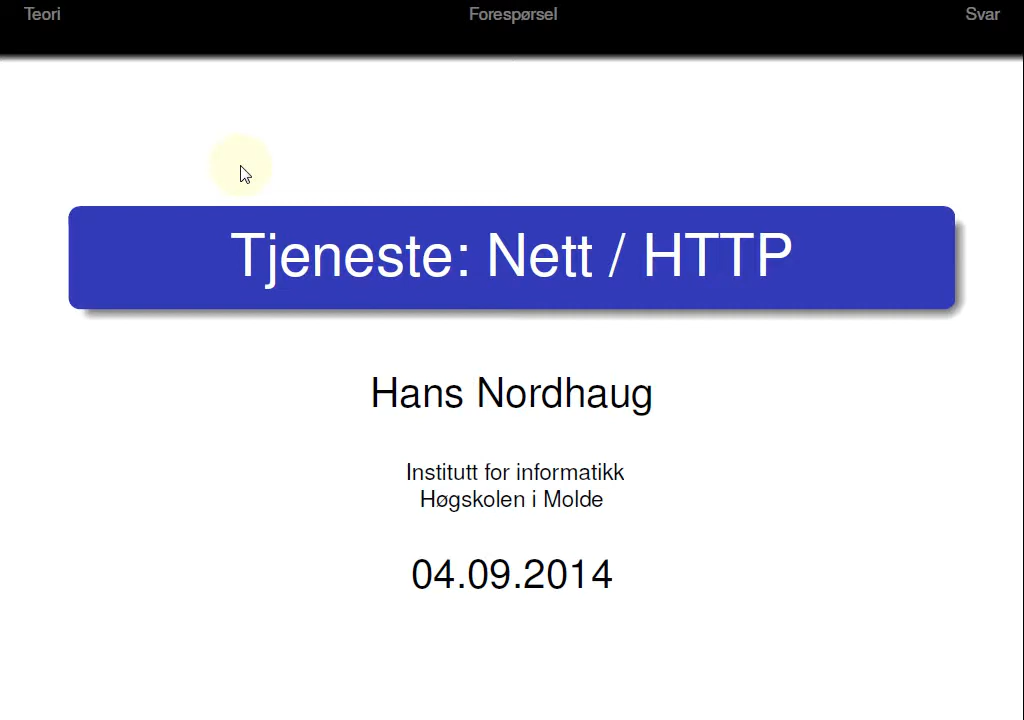 Teori Forespørsel Svar
Tjeneste: Nett / HTTP
Hans Nordhaug
Institutt for informatikk
Høgskolen i Molde
04.09.2014